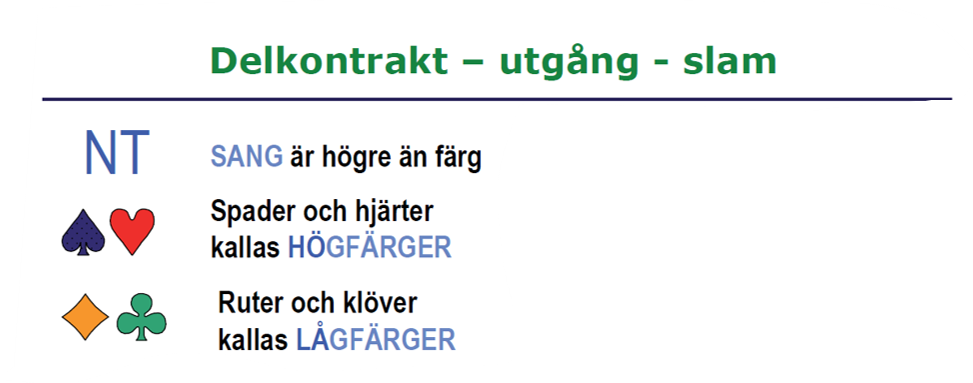 Delkontrakt – utgång - slam
NT
SANG är högre än färg
Spader och hjärter
kallas HÖGFÄRGER
Ruter och klöver
kallas LÅGFÄRGER